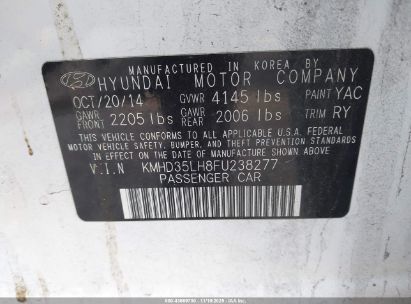 MANUFACTURED IN KOREA BY
HYUNDAI MOTOR COMPANY
OCT/20/14 GVWR 4145 lbs PAINT YAC
GAWR FRONT 2205 lbs GAWR REAR 2006 lbs TRIM RY
THIS VEHICLE CONFORMS TO ALL APPLICABLE U.S.A. FEDERAL
MOTOR VEHICLE SAFETY, BUMPER, AND THEFT PREVENTION STANDARDS
IN EFFECT ON THE DATE OF MANUFACTURE SHOWN ABOVE.
V.I.N KMHD35LH8FU238277
PASSENGER CAR